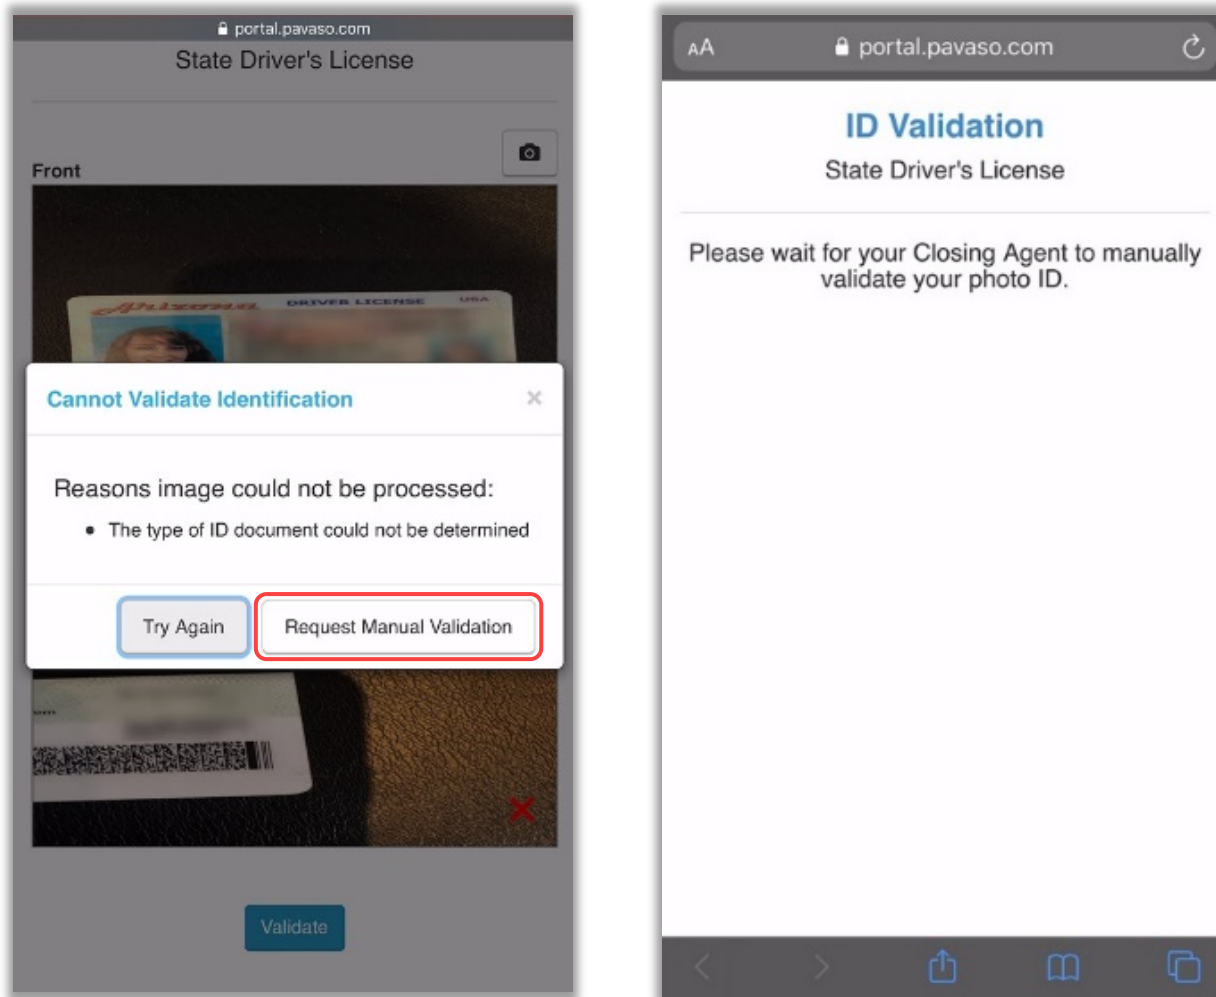 portal.pavaso.com
State Driver's License
Front
Arizona DRIVER LICENSE USA
Cannot Validate Identification ×
Reasons image could not be processed:
• The type of ID document could not be determined
Try Again Request Manual Validation
Validate
AA portal.pavaso.com
ID Validation
State Driver's License
Please wait for your Closing Agent to manually
validate your photo ID.